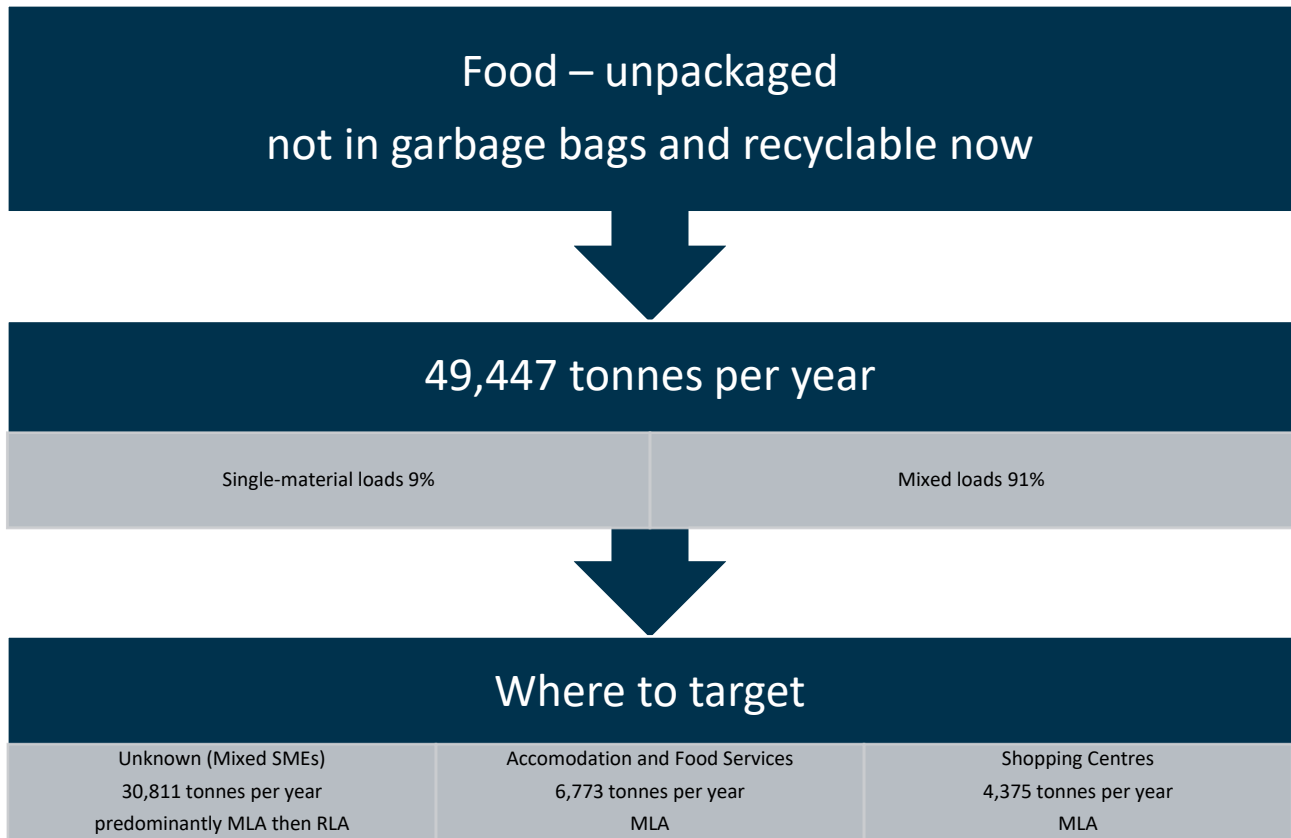 Food – unpackaged
not in garbage bags and recyclable now
49,447 tonnes per year
Single-material loads 9%
Mixed loads 91%
Where to target
Unknown (Mixed SMEs)
30,811 tonnes per year
predominantly MLA then RLA
Accomodation and Food Services
6,773 tonnes per year
MLA
Shopping Centres
4,375 tonnes per year
MLA